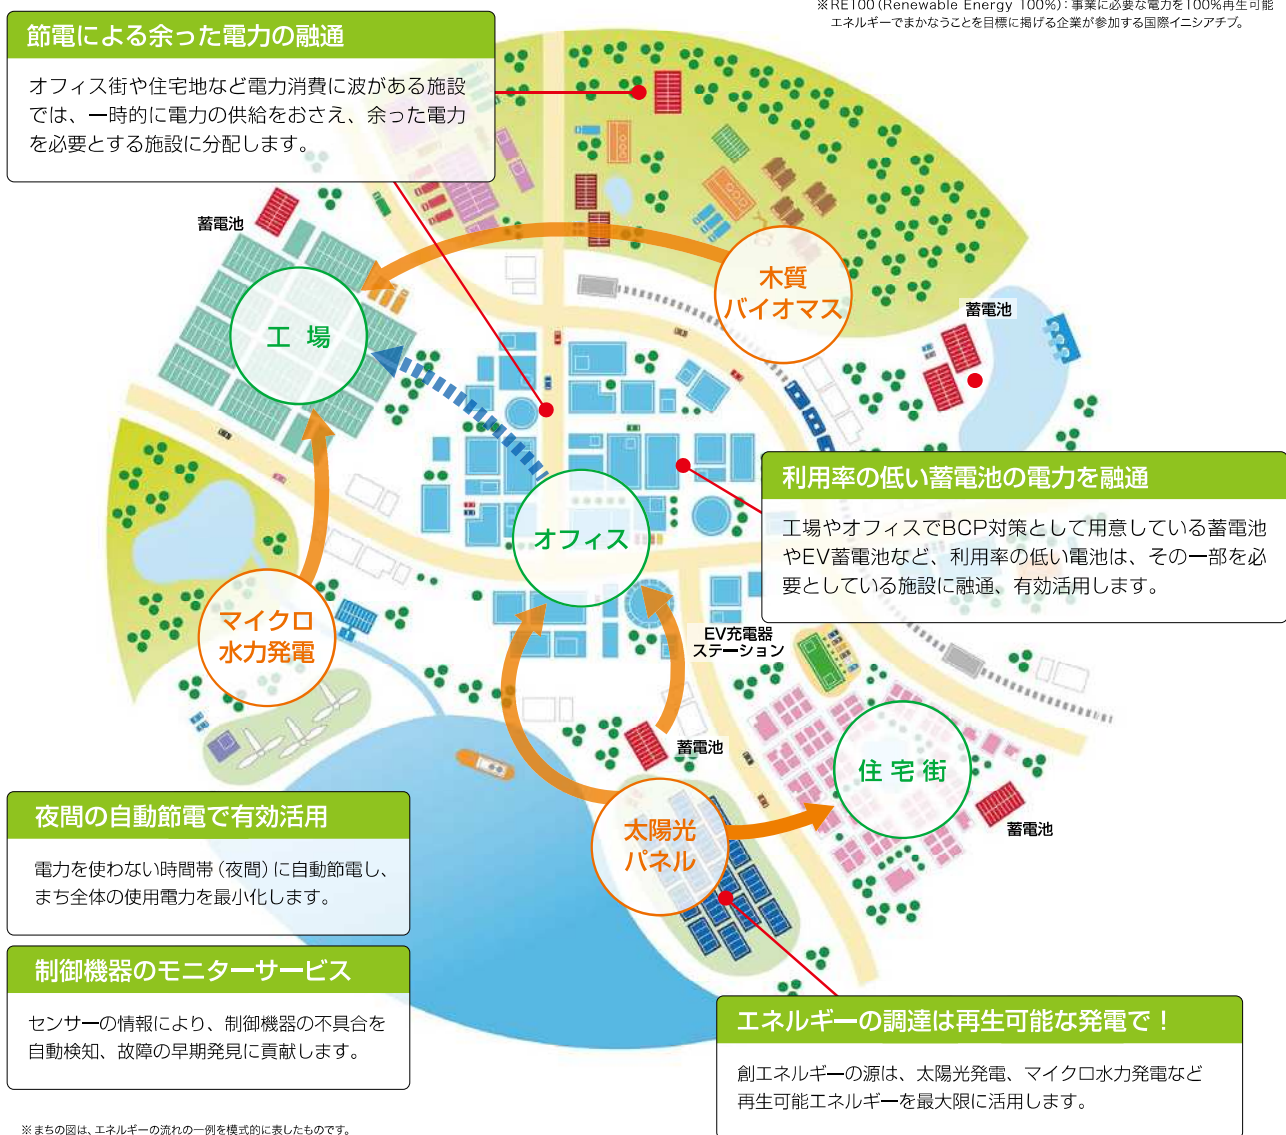 ※RE100(Renewable Energy 100%)：事業に必要な電力を100%再生可能
エネルギーでまかなうことを目標に掲げる企業が参加する国際イニシアチブ。
節電による余った電力の融通
オフィス街や住宅地など電力消費に波がある施設
では、一時的に電力の供給をおさえ、余った電力
を必要とする施設に分配します。
蓄電池
工場
木質
バイオマス
蓄電池
利用率の低い蓄電池の電力を融通
工場やオフィスでBCP対策として用意している蓄電池
やEV蓄電池など、利用率の低い電池は、その一部を必
要としている施設に融通、有効活用します。
オフィス
マイクロ
水力発電
EV充電器
ステーション
蓄電池
住宅街
蓄電池
太陽光
パネル
夜間の自動節電で有効活用
電力を使わない時間帯（夜間）に自動節電し、
まち全体の使用電力を最小化します。
制御機器のモニターサービス
センサーの情報により、制御機器の不具合を
自動検知、故障の早期発見に貢献します。
エネルギーの調達は再生可能な発電で！
創エネルギーの源は、太陽光発電、マイクロ水力発電など
再生可能エネルギーを最大限に活用します。
※まちの図は、エネルギーの流れの一例を模式的に表したものです。